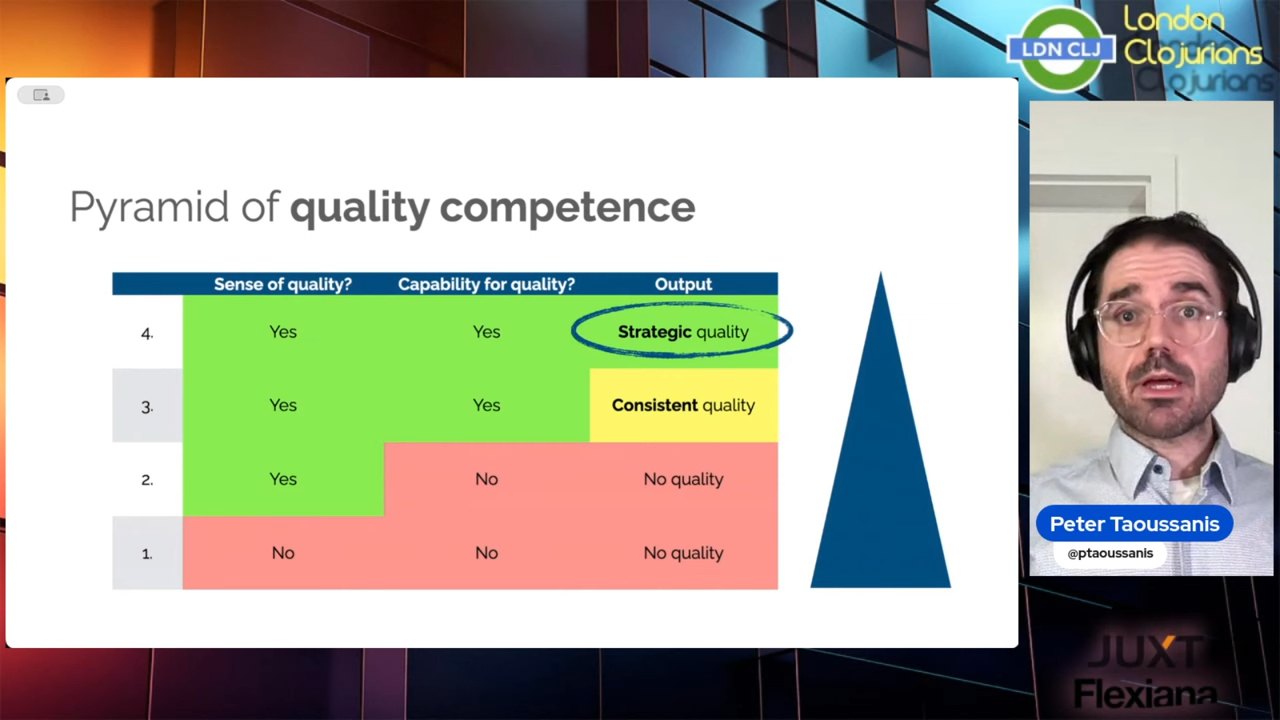 London
Clojurians
LDN CLJ
Clojurians
Pyramid of quality competence
Sense of quality? Capability for quality? Output
4. Yes Yes Strategic quality
3. Yes Yes Consistent quality
2. Yes No No quality
1. No No No quality
Peter Taoussanis
@ptaoussanis
JUXT
Flexiana